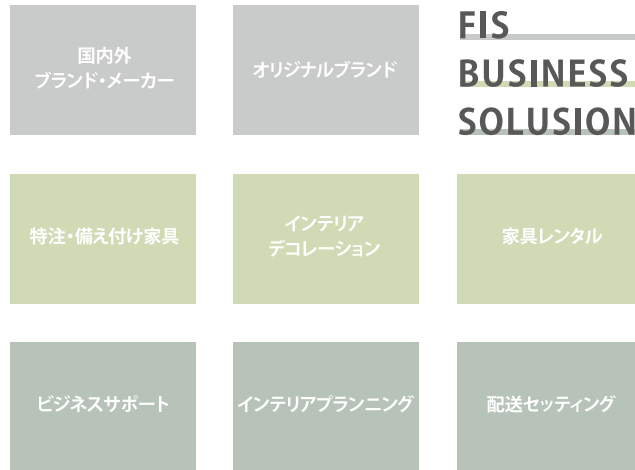 国内外
ブランド・メーカー
オリジナルブランド
FIS
BUSINESS
SOLUSION
特注・備え付け家具
インテリア
デコレーション
家具レンタル
ビジネスサポート
インテリアプランニング
配送セッティング